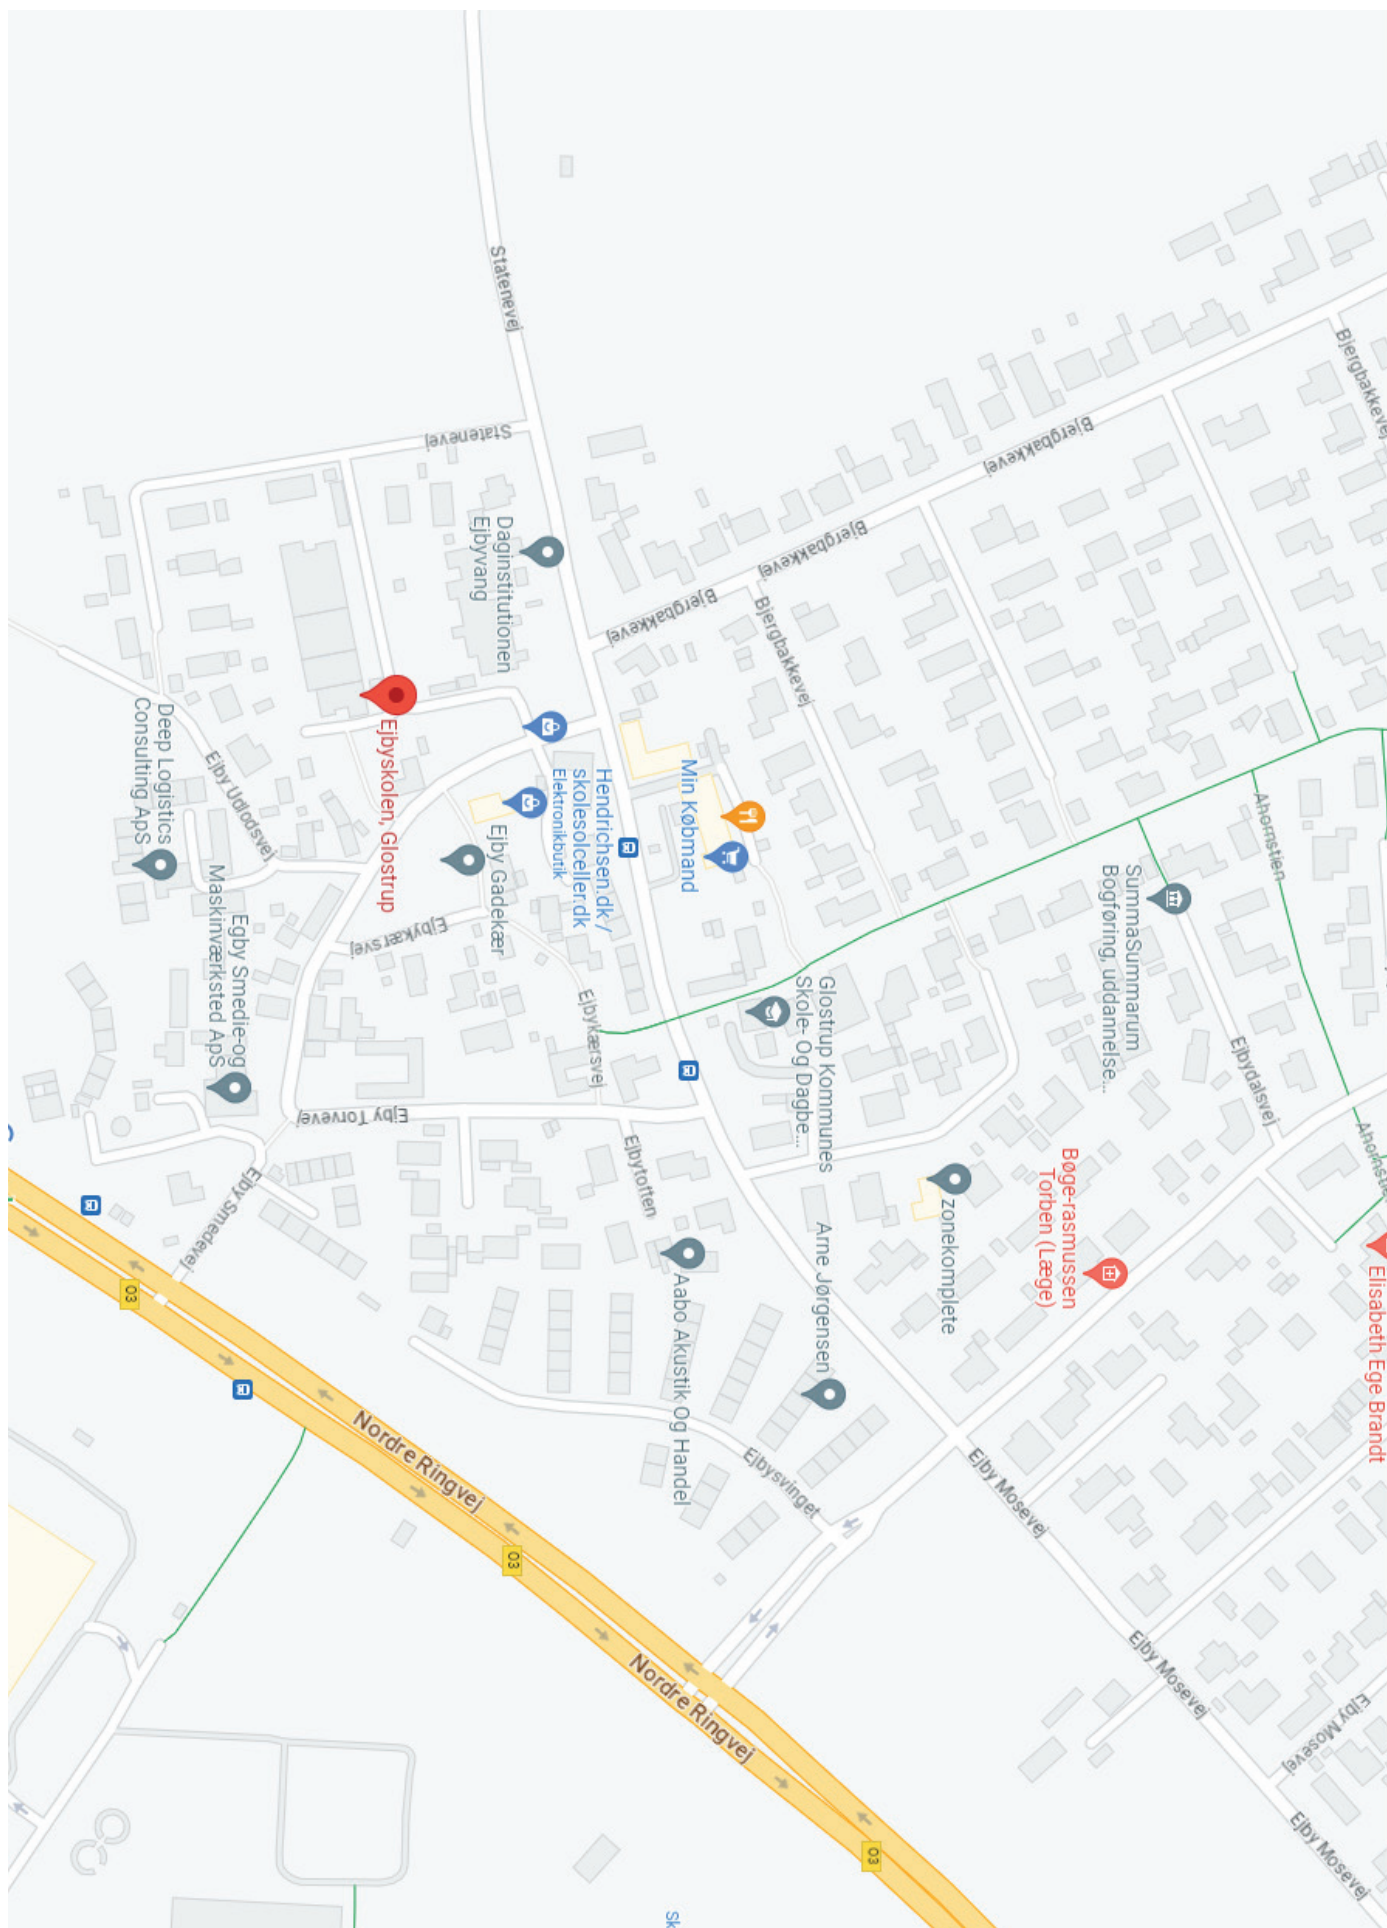 Statenevej
Statenevej
Daginstitutionen
Ejbyvang
Ejbyskolen, Glostrup
Deep Logistics
Consulting ApS
Ejby Udlodsvej
Egby Smedie-og
Maskinværksted ApS
Ejby Gadekær
Ejbykærsvej
Ejbykærsvej
Hendrichsen.dk /
skolesolceller.dk
Elektronikbutik
Min Købmand
Bjergbakkevej
Bjergbakkevej
Bjergbakkevej
Bjergbakkevej
Bjergbakkevej
Ahornstien
SummaSummarum
Bogføring, uddannelse...
Glostrup Kommunes
Skole- Og Dagbe...
Ejbydalsvej
Ahornsti
Ejby Torvevej
Ejbytoften
Ejby Smedevej
zonekomplete
Bøge-rasmussen
Torben (Læge)
Elisabeth Ege Brandt
Arne Jørgensen
Aabo Akustik Og Handel
Ejbysvinget
Ejby Mosevej
Ejby Mosevej
Ejby Mosevej
Ejby Mosevej
Nordre Ringvej
Nordre Ringvej
O3
O3
O3
Sk